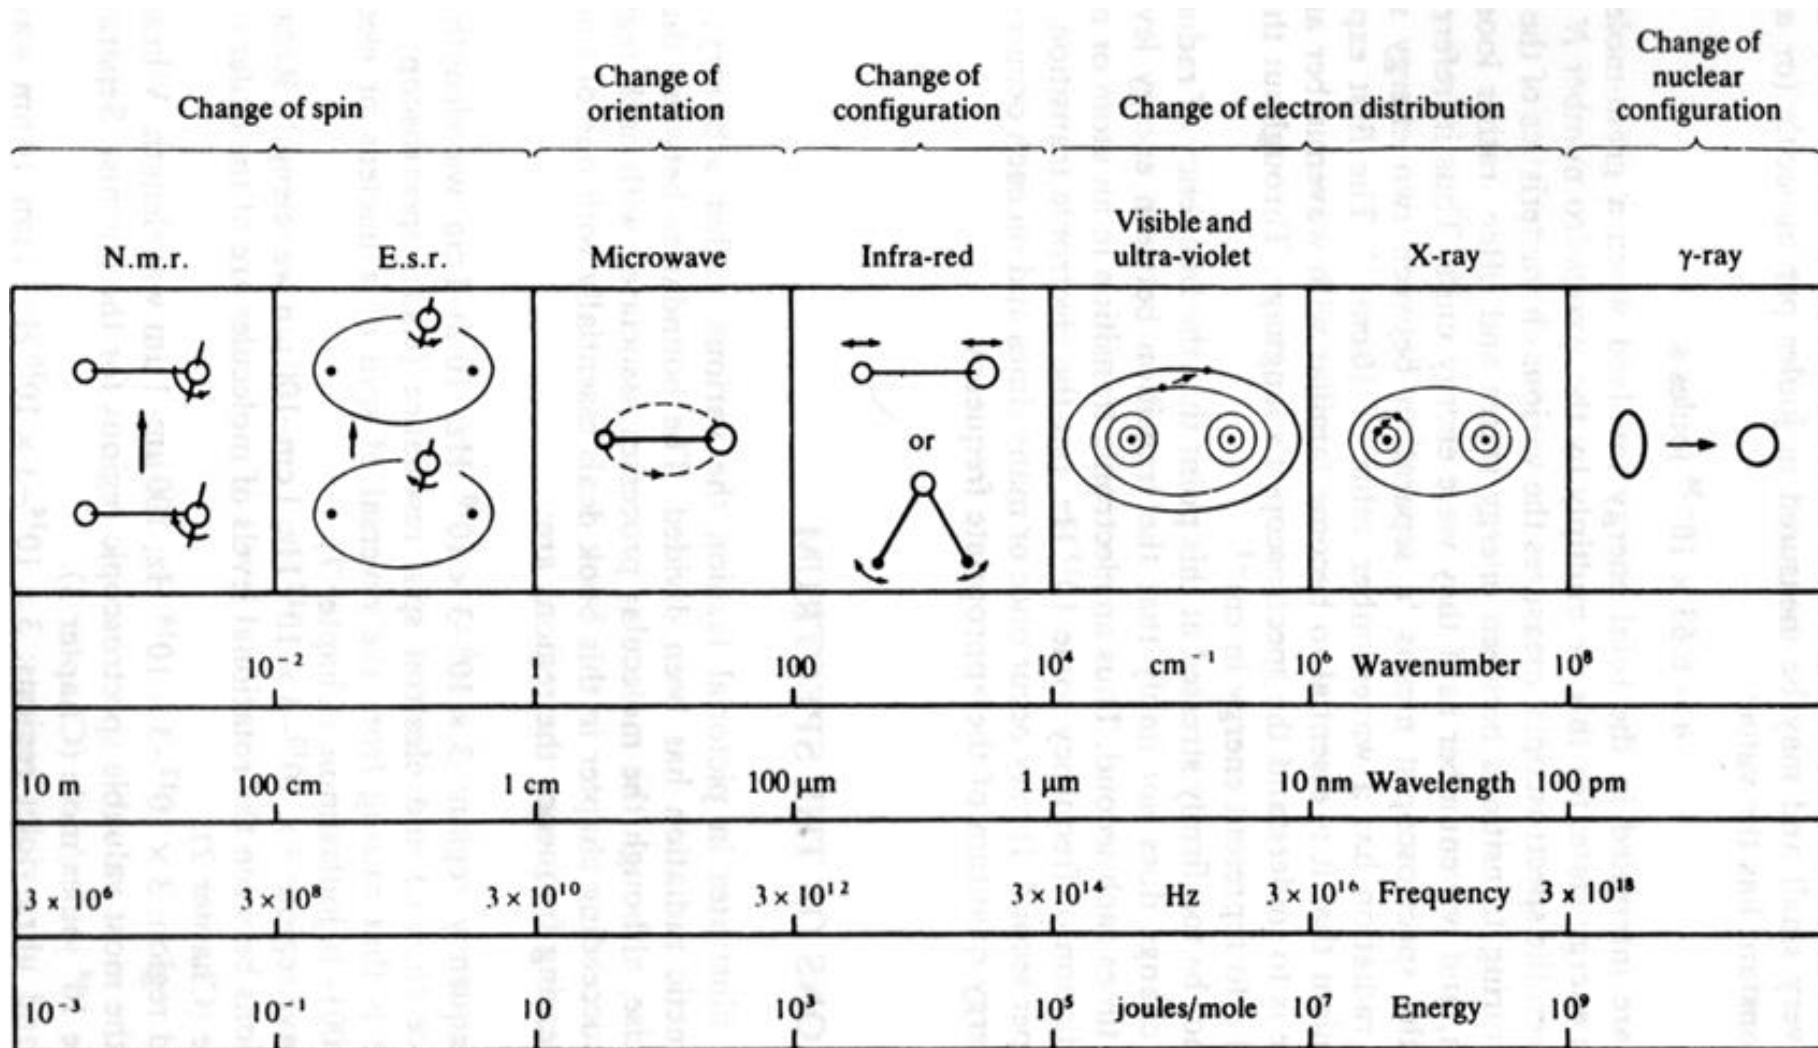 Change of spin
Change of
orientation
Change of
configuration
Change of electron distribution
Change of
nuclear
configuration
N.m.r.
E.s.r.
Microwave
Infra-red
Visible and
ultra-violet
X-ray
γ-ray
or
10⁻² 1 100 10⁴ cm⁻¹ 10⁶ Wavenumber 10⁸
10 m 100 cm 1 cm 100 μm 1 μm 10 nm Wavelength 100 pm
3 × 10⁶ 3 × 10⁸ 3 × 10¹⁰ 3 × 10¹² 3 × 10¹⁴ Hz 3 × 10¹⁶ Frequency 3 × 10¹⁸
10⁻³ 10⁻¹ 10 10³ 10⁵ joules/mole 10⁷ Energy 10⁹